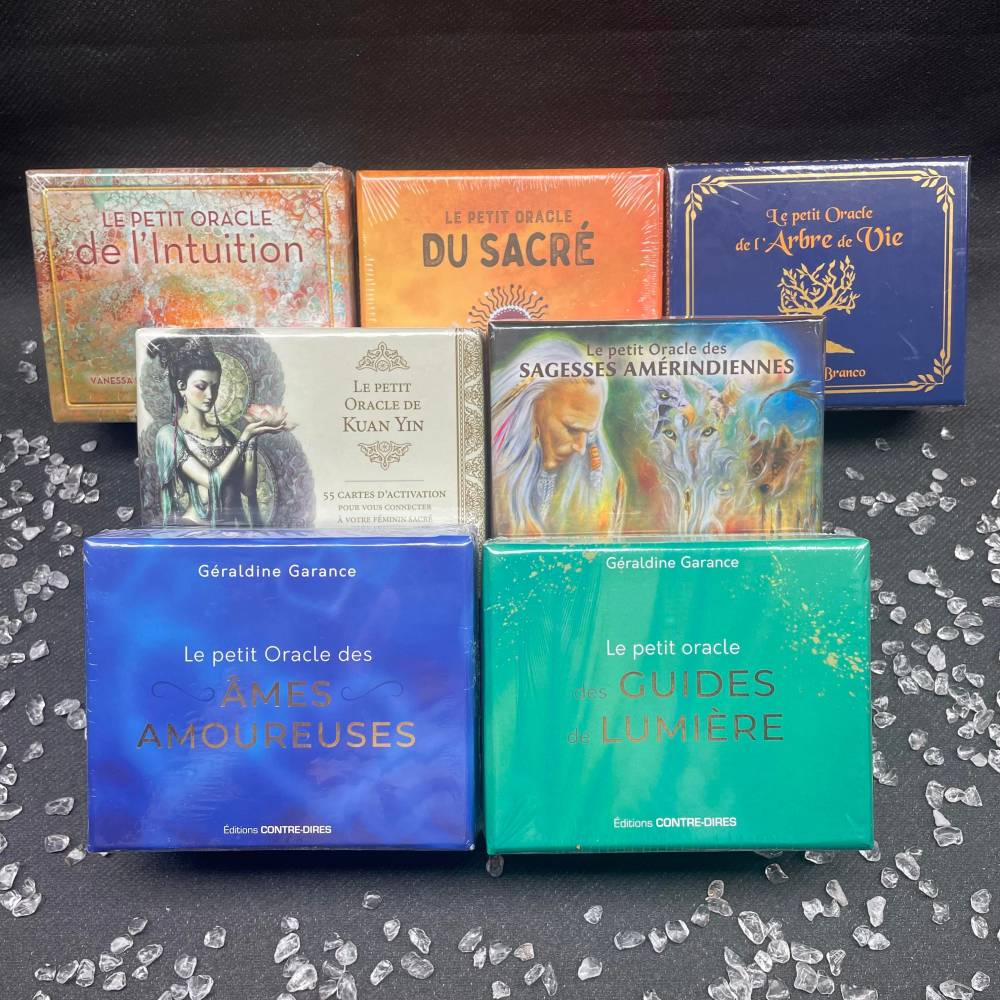 LE PETIT ORACLE
de l'Intuition
VANESSA
LE PETIT ORACLE
DU SACRÉ
Le petit Oracle
de l'Arbre de Vie
Branco
LE PETIT
ORACLE DE
KUAN YIN
55 CARTES D'ACTIVATION
POUR VOUS CONNECTER
À VOTRE FÉMININ SACRÉ
Le petit Oracle des
SAGESSES AMÉRINDIENNES
Géraldine Garance
Le petit Oracle des
ÂMES
AMOUREUSES
Éditions CONTRE-DIRES
Géraldine Garance
Le petit oracle
des GUIDES
de LUMIÈRE
Éditions CONTRE-DIRES